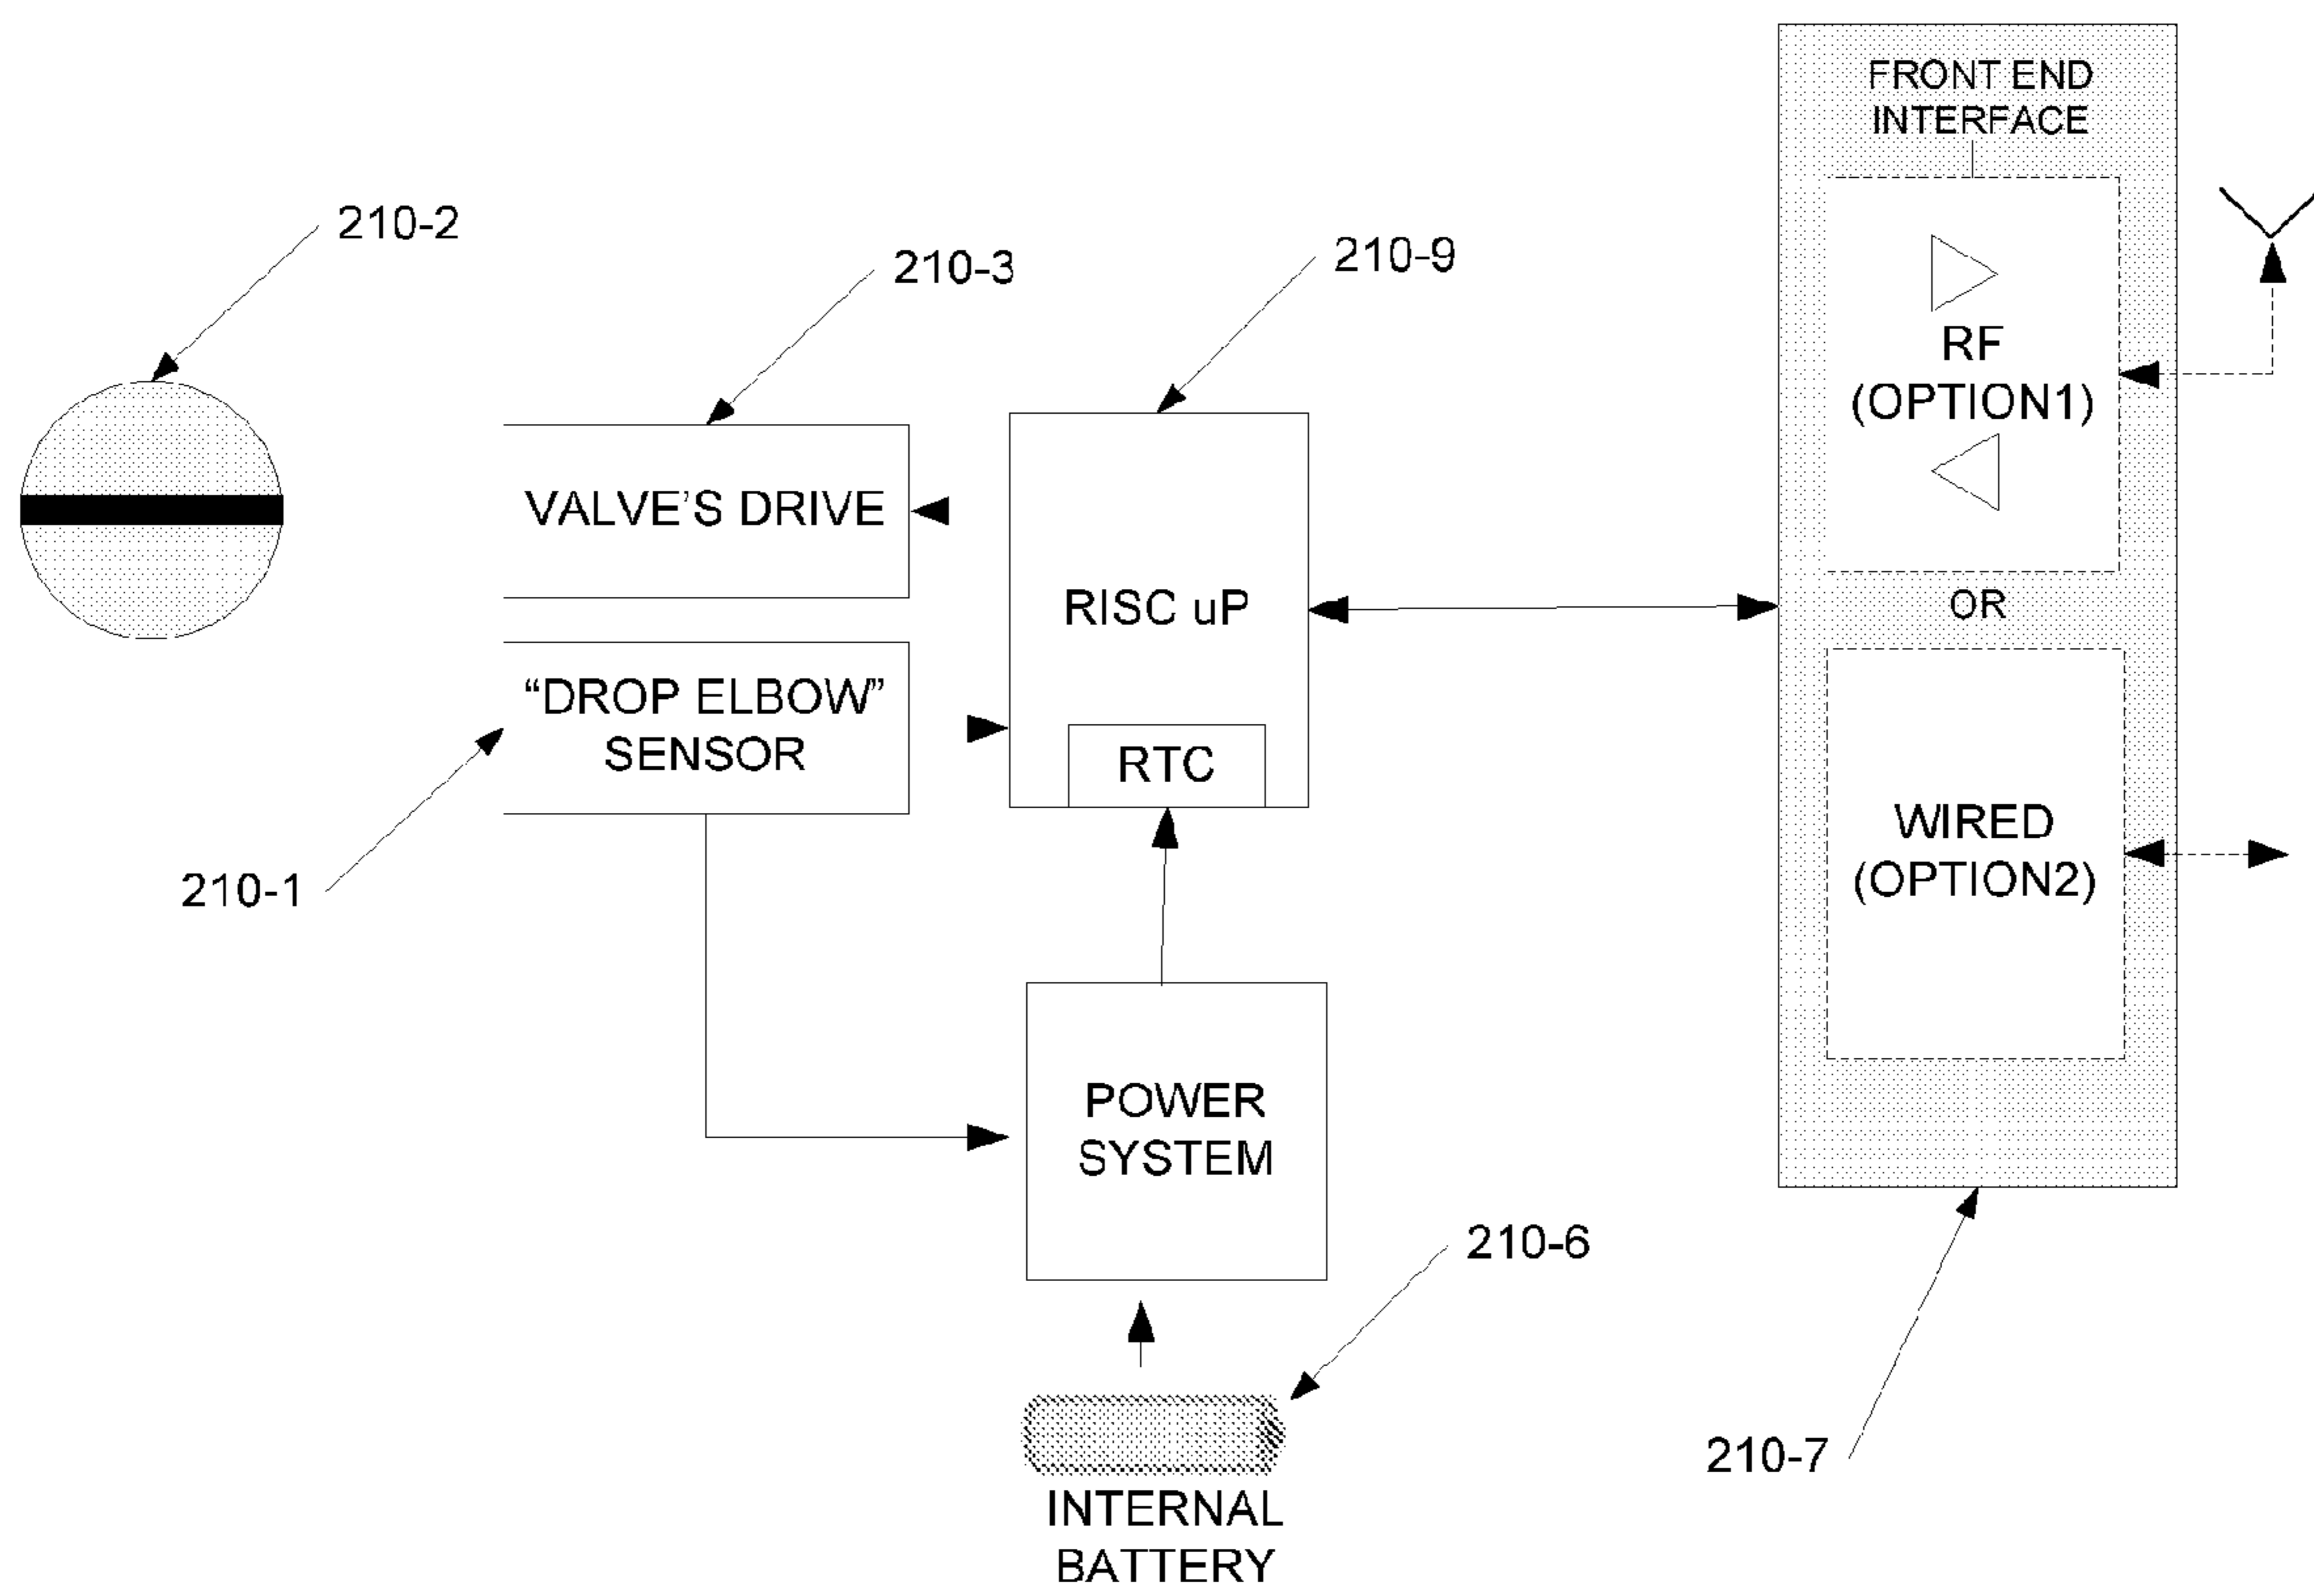 FRONT END
INTERFACE
210-2
210-3
210-9
RF
(OPTION1)
VALVE'S DRIVE
RISC uP
OR
“DROP ELBOW”
SENSOR
RTC
WIRED
(OPTION2)
210-1
POWER
SYSTEM
210-6
210-7
INTERNAL
BATTERY